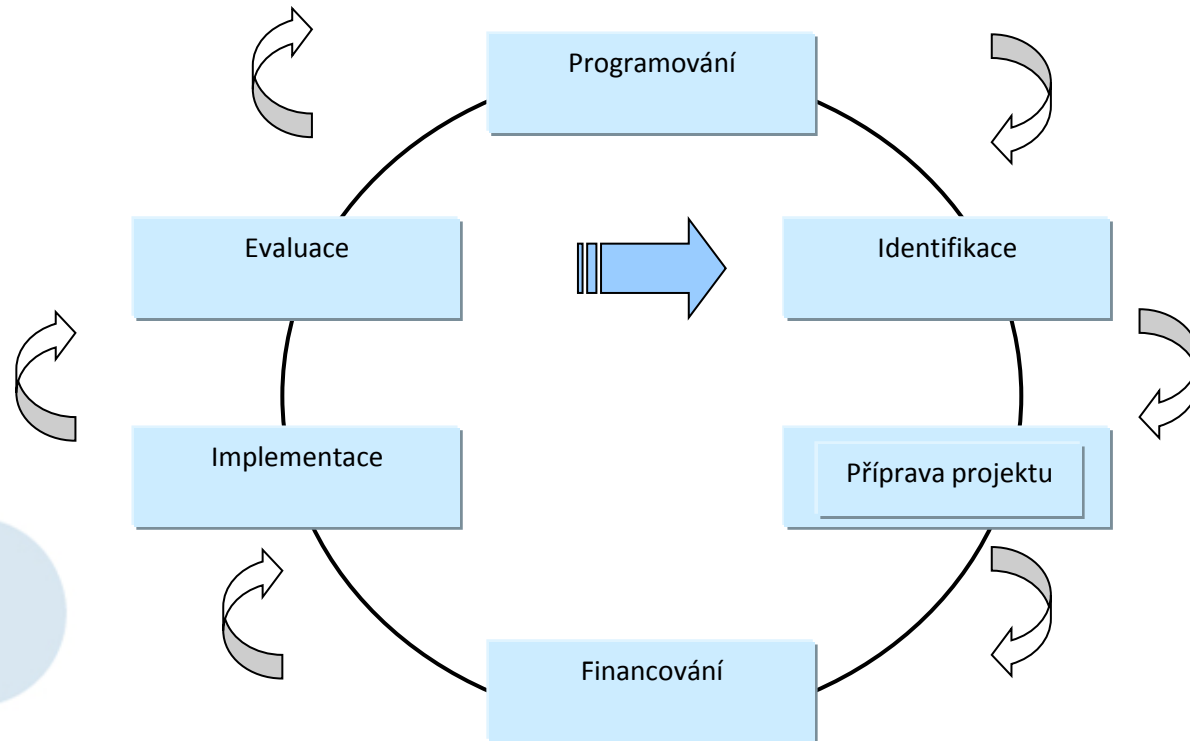 Programování
Evaluace
Identifikace
Implementace
Příprava projektu
Financování